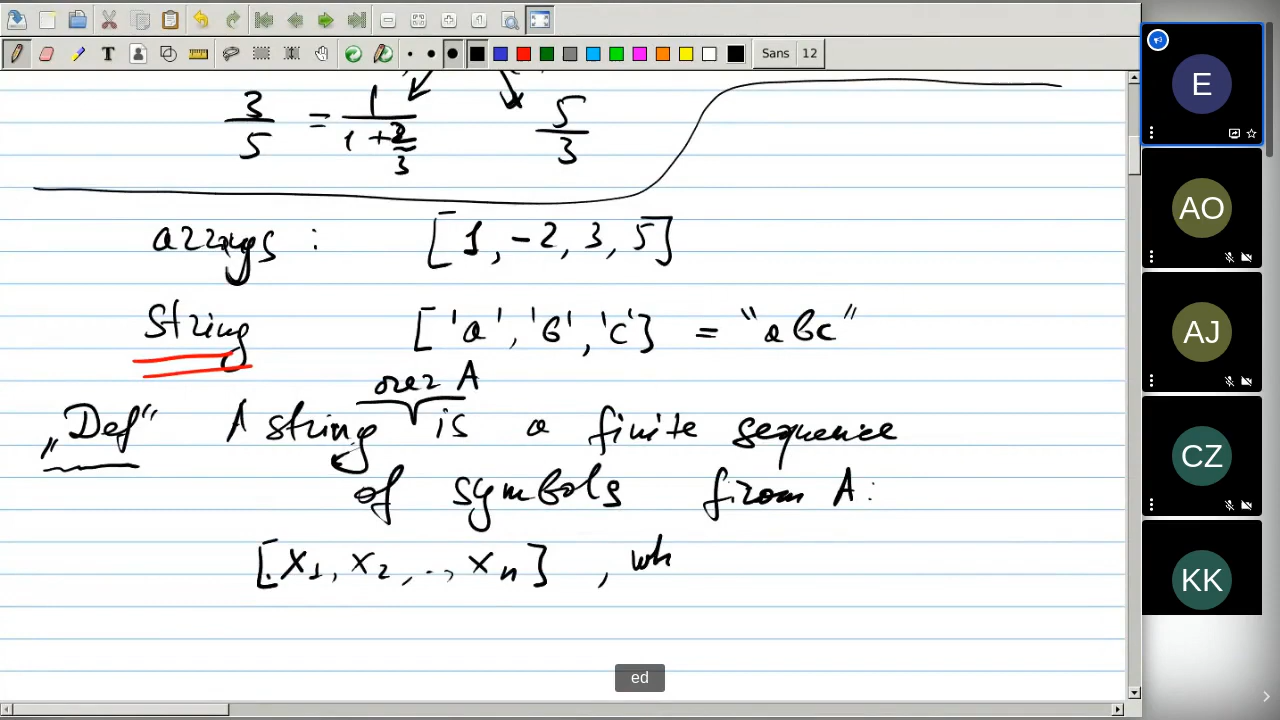 Sans 12
3/5 = 1/(1+2/3) 5/3
arrays : [1, -2, 3, 5]
String ['a', 'b', 'c'] = "abc"
over A
„Def" A string is a finite sequence
of symbols from A:
[x₁, x₂, .., xₙ] , wh
ed
E
AO
AJ
CZ
KK